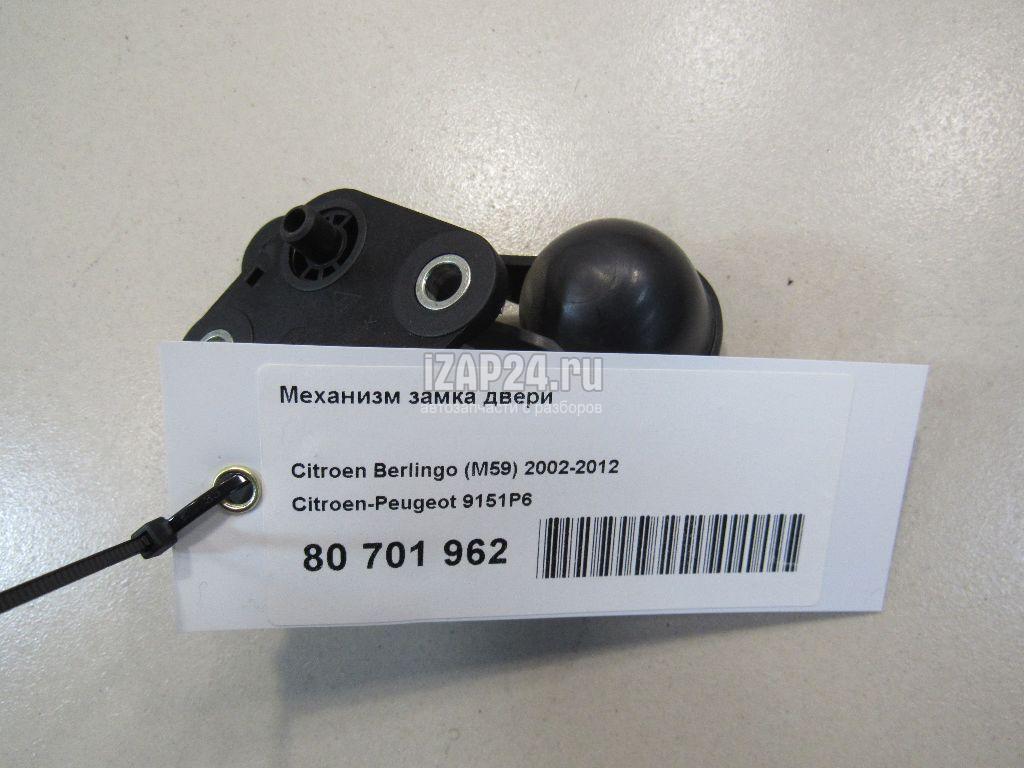 iZAP24.ru
Механизм замка двери
автозапчасти с разборов
Citroen Berlingo (M59) 2002-2012
Citroen-Peugeot 9151P6
80 701 962